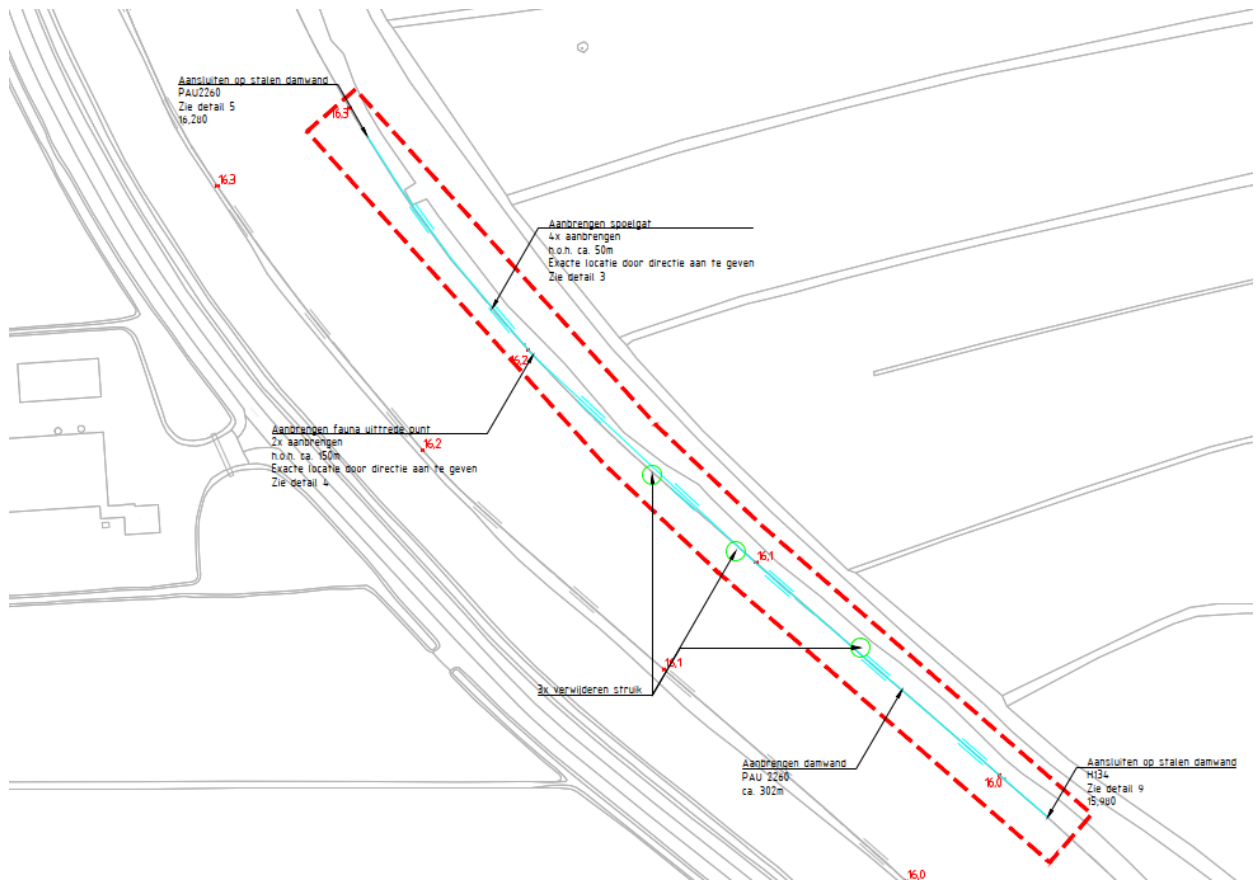 Aansluiten op stalen damwand
PAU2260
Zie detail 5
16,280
16,3
16,3
Aanbrengen spoelgat
4x aanbrengen
h.o.h. ca. 50m
Exacte locatie door directie aan te geven
Zie detail 3
16,2
Aanbrengen fauna uittrede punt
2x aanbrengen
h.o.h. ca. 150m
Exacte locatie door directie aan te geven
Zie detail 4
16,2
16,1
16,1
3x verwijderen struik
Aanbrengen damwand
PAU 2260
ca. 302m
Aansluiten op stalen damwand
H134
Zie detail 9
15,980
16,0
16,0